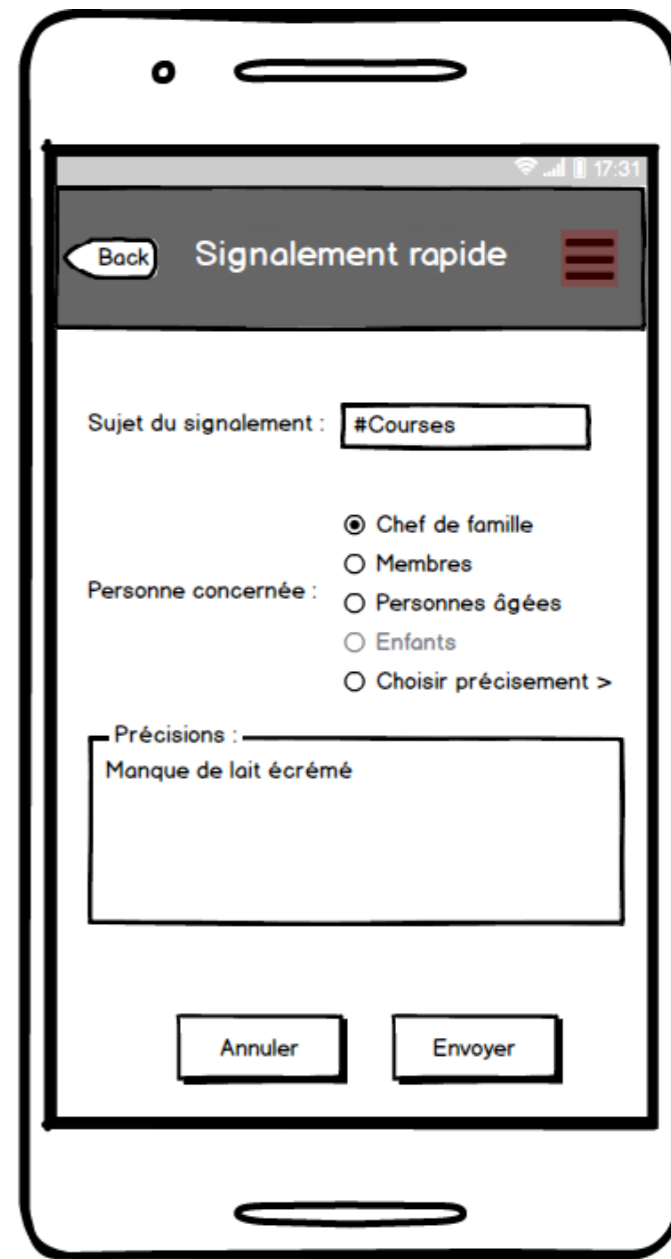 17:31
Back
Signalement rapide
Sujet du signalement :
#Courses
Personne concernée :
Chef de famille
Membres
Personnes âgées
Enfants
Choisir précisement >
Précisions :
Manque de lait écrémé
Annuler
Envoyer